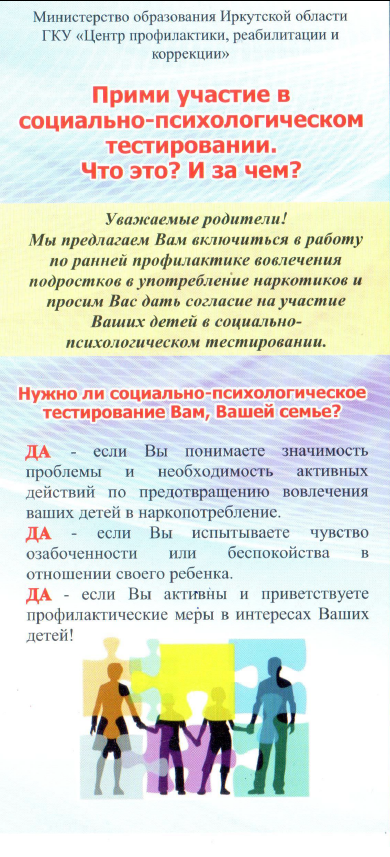 Министерство образования Иркутской области
ГКУ «Центр профилактики, реабилитации и
коррекции»
Прими участие в
социально-психологическом
тестировании.
Что это? И за чем?
Уважаемые родители!
Мы предлагаем Вам включиться в работу
по ранней профилактике вовлечения
подростков в употребление наркотиков и
просим Вас дать согласие на участие
Ваших детей в социально-
психологическом тестировании.
Нужно ли социально-психологическое
тестирование Вам, Вашей семье?
ДА - если Вы понимаете значимость
проблемы и необходимость активных
действий по предотвращению вовлечения
ваших детей в наркопотребление.
ДА - если Вы испытываете чувство
озабоченности или беспокойства в
отношении своего ребенка.
ДА - если Вы активны и приветствуете
профилактические меры в интересах Ваших
детей!